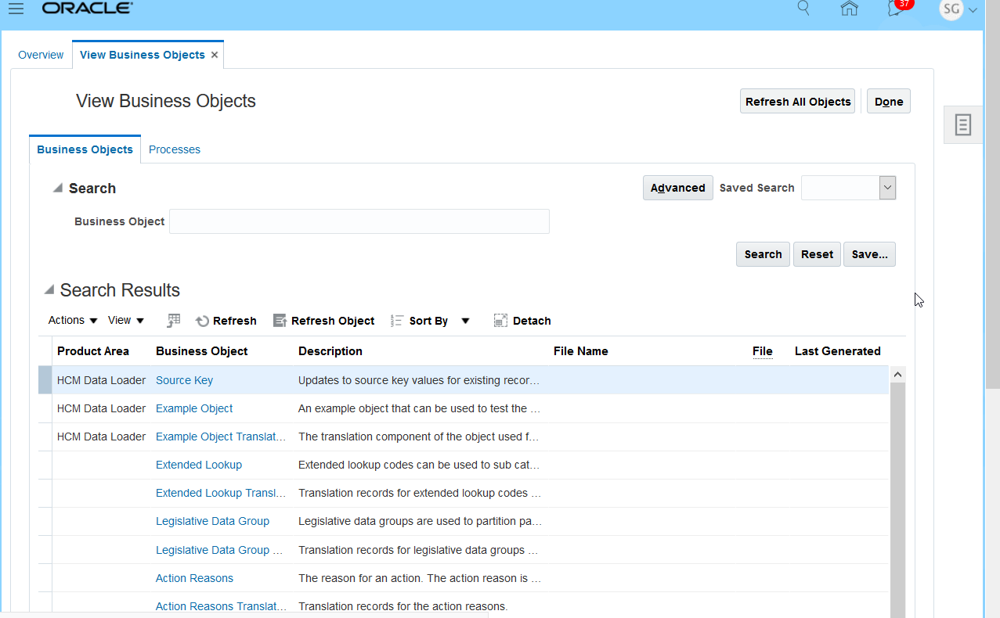 ORACLE
37
SG
Overview View Business Objects ×
View Business Objects
Refresh All Objects Done
Business Objects Processes
Search
Advanced Saved Search
Business Object
Search Reset Save...
Search Results
Actions View Refresh Refresh Object Sort By Detach
Product Area Business Object Description File Name File Last Generated
HCM Data Loader Source Key Updates to source key values for existing recor...
HCM Data Loader Example Object An example object that can be used to test the ...
HCM Data Loader Example Object Translat... The translation component of the object used f...
Extended Lookup Extended lookup codes can be used to sub cat...
Extended Lookup Transl... Translation records for extended lookup codes ...
Legislative Data Group Legislative data groups are used to partition pa...
Legislative Data Group ... Translation records for legislative data groups ...
Action Reasons The reason for an action. The action reason is ...
Action Reasons Translat... Translation records for the action reasons.